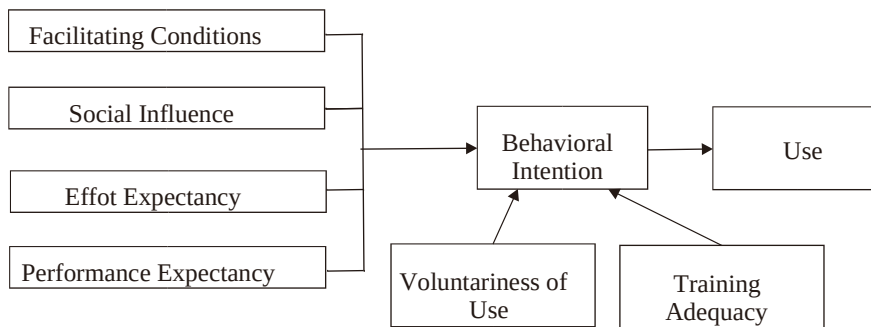 Facilitating Conditions
Social Influence
Effot Expectancy
Performance Expectancy
Behavioral
Intention
Use
Voluntariness of
Use
Training
Adequacy